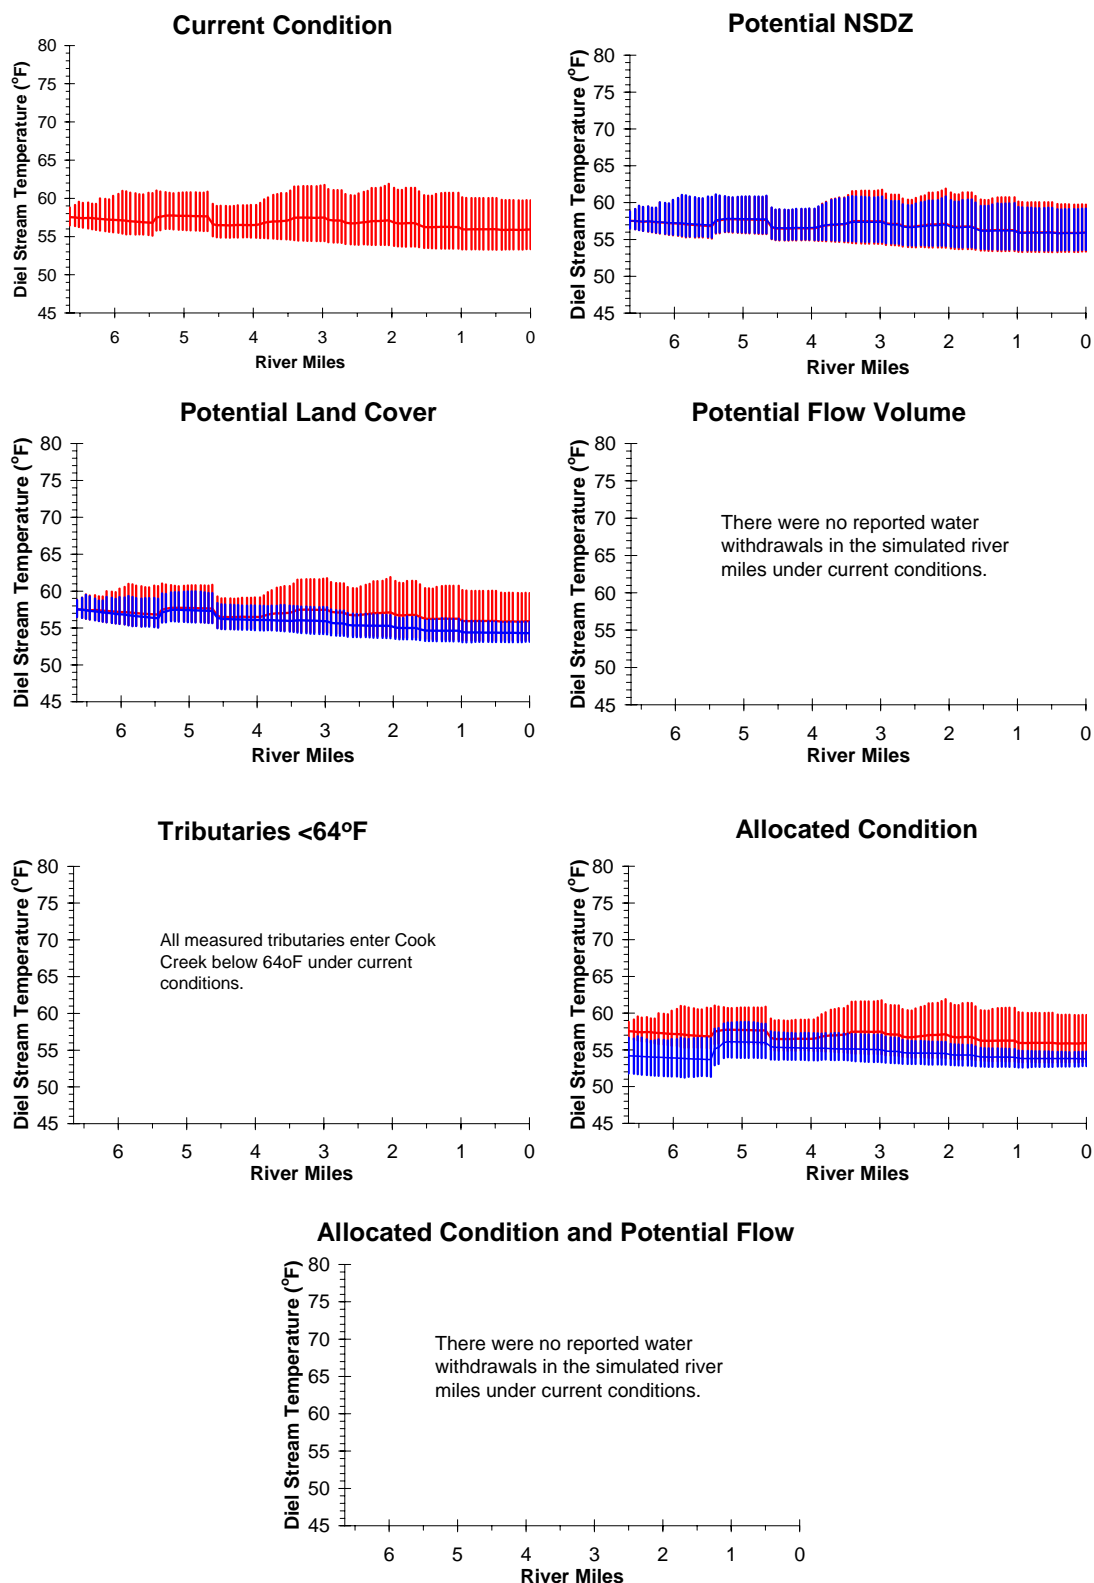 Current Condition
Diel Stream Temperature (°F)
80
75
70
65
60
55
50
45
6 5 4 3 2 1 0
River Miles
Potential NSDZ
Diel Stream Temperature (°F)
80
75
70
65
60
55
50
45
6 5 4 3 2 1 0
River Miles
Potential Land Cover
Diel Stream Temperature (°F)
80
75
70
65
60
55
50
45
6 5 4 3 2 1 0
River Miles
Potential Flow Volume
Diel Stream Temperature (°F)
80
75
70
65
60
55
50
45
There were no reported water
withdrawals in the simulated river
miles under current conditions.
6 5 4 3 2 1 0
River Miles
Tributaries <64ºF
Diel Stream Temperature (°F)
80
75
70
65
60
55
50
45
All measured tributaries enter Cook
Creek below 64oF under current
conditions.
6 5 4 3 2 1 0
River Miles
Allocated Condition
Diel Stream Temperature (°F)
80
75
70
65
60
55
50
45
6 5 4 3 2 1 0
River Miles
Allocated Condition and Potential Flow
Diel Stream Temperature (°F)
80
75
70
65
60
55
50
45
There were no reported water
withdrawals in the simulated river
miles under current conditions.
6 5 4 3 2 1 0
River Miles